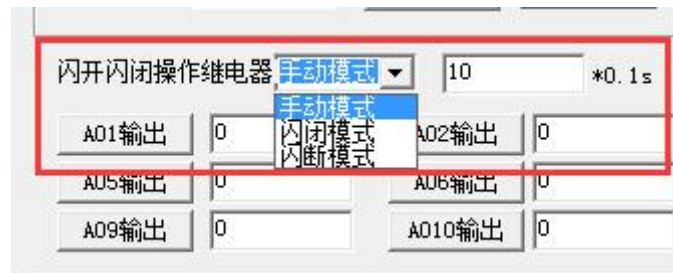 闪开闪闭操作继电器 手动模式 10 *0.1s
手动模式
闪闭模式
闪断模式
A01输出 0 A02输出 0
A05输出 0 A06输出 0
A09输出 0 A010输出 0